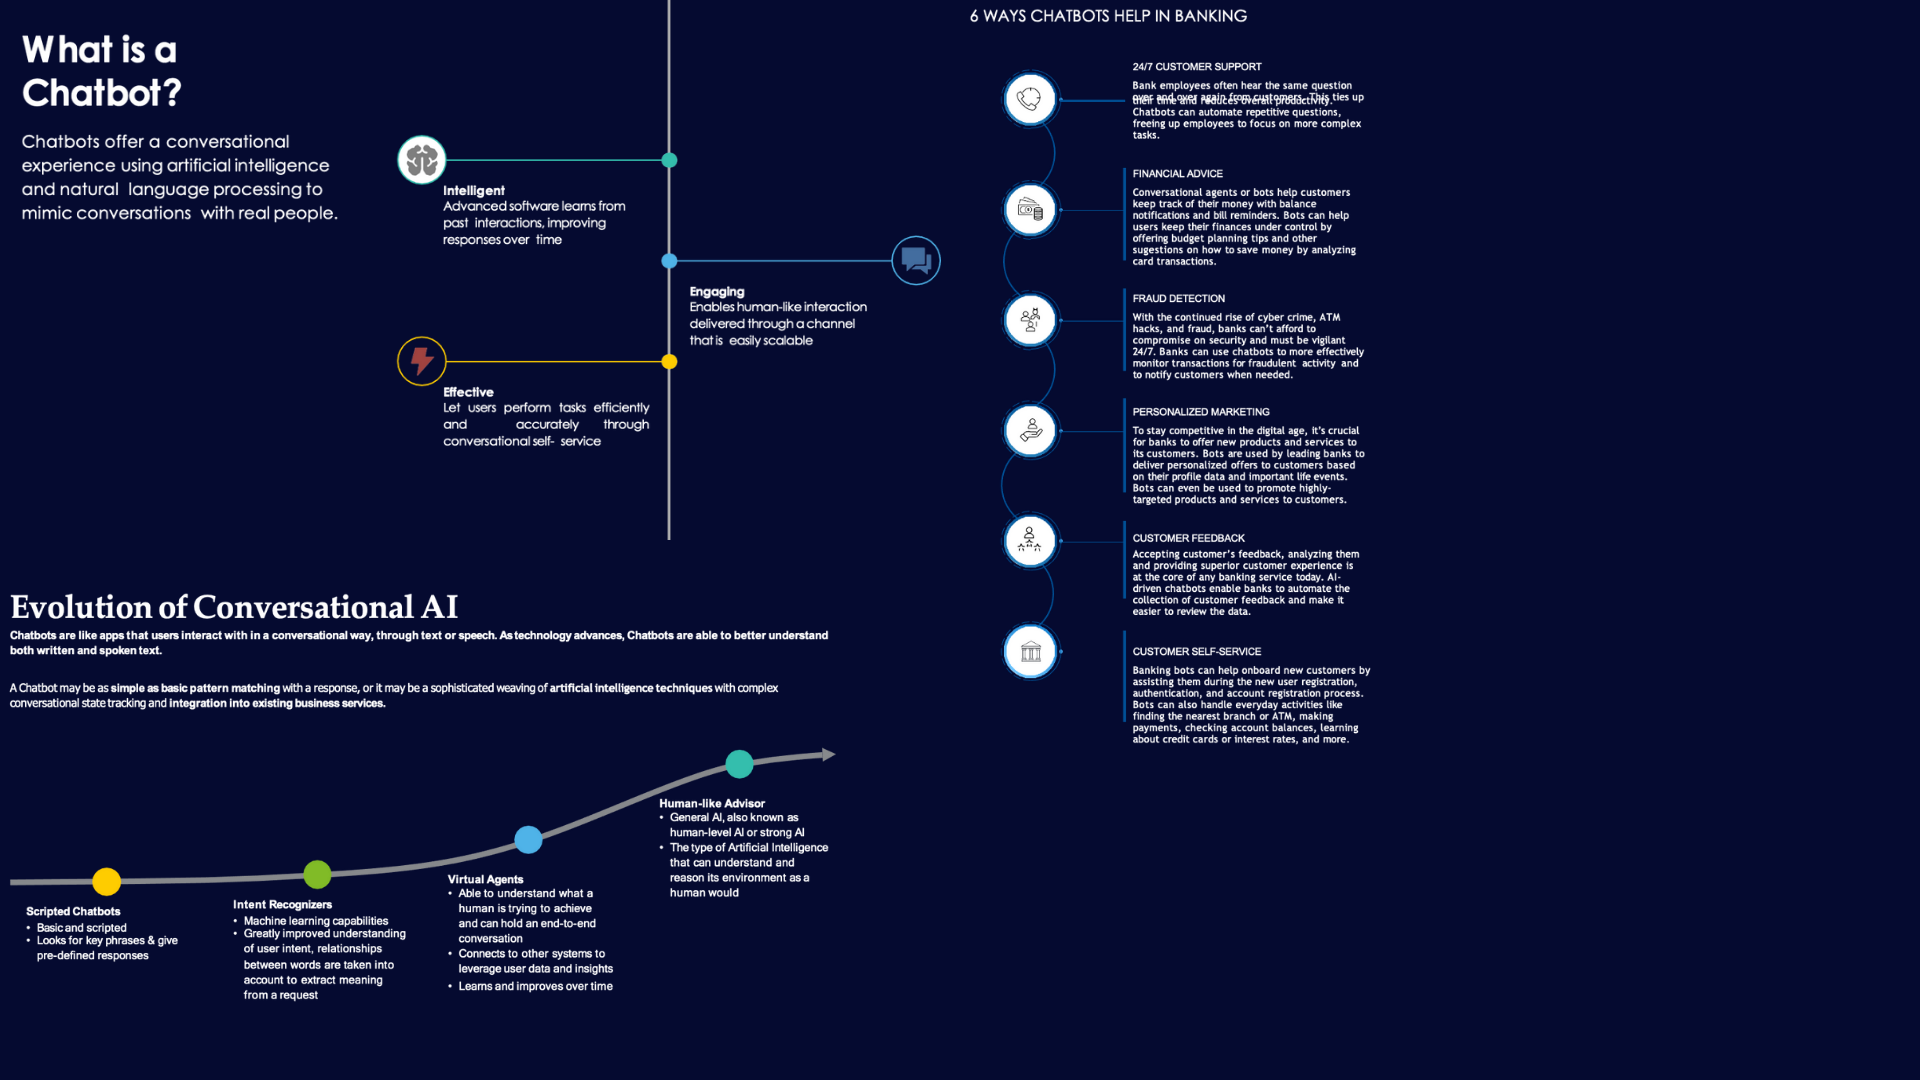 What is a
Chatbot?
Chatbots offer a conversational
experience using artificial intelligence
and natural language processing to
mimic conversations with real people.
Intelligent
Advanced software learns from
past interactions, improving
responses over time
Engaging
Enables human-like interaction
delivered through a channel
that is easily scalable
Effective
Let users perform tasks efficiently
and accurately through
conversational self- service
Evolution of Conversational AI
Chatbots are like apps that users interact with in a conversational way, through text or speech. As technology advances, Chatbots are able to better understand
both written and spoken text.
A Chatbot may be as simple as basic pattern matching with a response, or it may be a sophisticated weaving of artificial intelligence techniques with complex
conversational state tracking and integration into existing business services.
Scripted Chatbots
• Basic and scripted
• Looks for key phrases & give
pre-defined responses
Intent Recognizers
• Machine learning capabilities
• Greatly improved understanding
of user intent, relationships
between words are taken into
account to extract meaning
from a request
Virtual Agents
• Able to understand what a
human is trying to achieve
and can hold an end-to-end
conversation
• Connects to other systems to
leverage user data and insights
• Learns and improves over time
Human-like Advisor
• General AI, also known as
human-level AI or strong AI
• The type of Artificial Intelligence
that can understand and
reason its environment as a
human would
6 WAYS CHATBOTS HELP IN BANKING
24/7 CUSTOMER SUPPORT
Bank employees often hear the same question
over and over again from customers. This ties up
their time and reduces overall productivity.
Chatbots can automate repetitive questions,
freeing up employees to focus on more complex
tasks.
FINANCIAL ADVICE
Conversational agents or bots help customers
keep track of their money with balance
notifications and bill reminders. Bots can help
users keep their finances under control by
offering budget planning tips and other
sugestions on how to save money by analyzing
card transactions.
FRAUD DETECTION
With the continued rise of cyber crime, ATM
hacks, and fraud, banks can't afford to
compromise on security and must be vigilant
24/7. Banks can use chatbots to more effectively
monitor transactions for fraudulent activity and
to notify customers when needed.
PERSONALIZED MARKETING
To stay competitive in the digital age, it's crucial
for banks to offer new products and services to
its customers. Bots are used by leading banks to
deliver personalized offers to customers based
on their profile data and important life events.
Bots can even be used to promote highly-
targeted products and services to customers.
CUSTOMER FEEDBACK
Accepting customer's feedback, analyzing them
and providing superior customer experience is
at the core of any banking service today. AI-
driven chatbots enable banks to automate the
collection of customer feedback and make it
easier to review the data.
CUSTOMER SELF-SERVICE
Banking bots can help onboard new customers by
assisting them during the new user registration,
authentication, and account registration process.
Bots can also handle everyday activities like
finding the nearest branch or ATM, making
payments, checking account balances, learning
about credit cards or interest rates, and more.